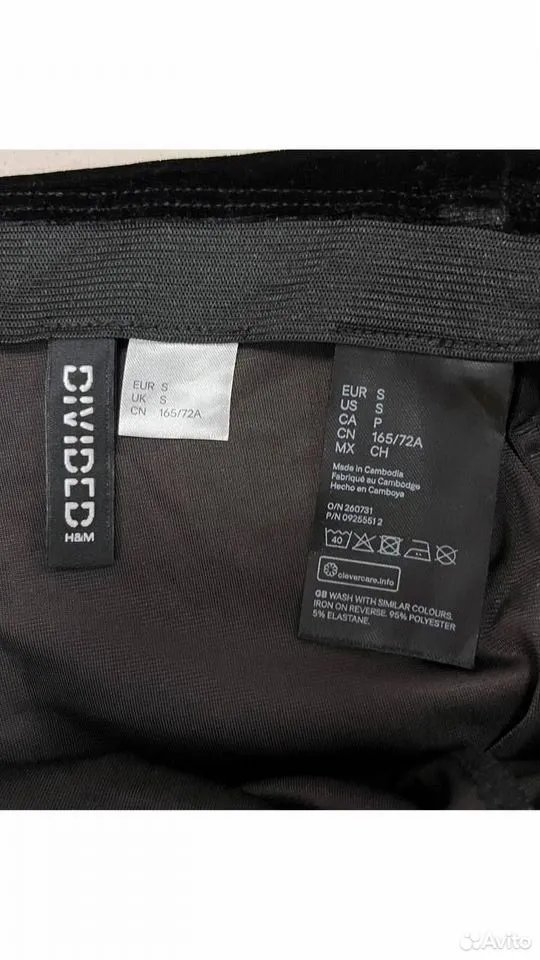 DIVIDED
H&M
EUR S
UK S
CN 165/72A
EUR S
US S
CA P
CN 165/72A
MX CH
Made in Cambodia
Fabriqué au Cambodge
Hecho en Camboya
O/N 260731
P/N 0925551 2
40
clevercare.info
GB WASH WITH SIMILAR COLOURS.
IRON ON REVERSE. 95% POLYESTER
5% ELASTANE.
Avito